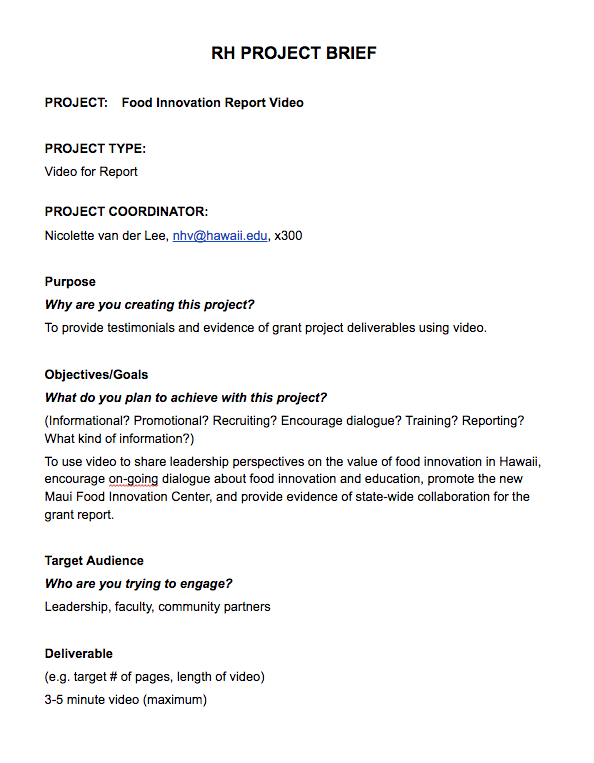 RH PROJECT BRIEF
PROJECT: Food Innovation Report Video
PROJECT TYPE:
Video for Report
PROJECT COORDINATOR:
Nicolette van der Lee, nhv@hawaii.edu, x300
Purpose
Why are you creating this project?
To provide testimonials and evidence of grant project deliverables using video.
Objectives/Goals
What do you plan to achieve with this project?
(Informational? Promotional? Recruiting? Encourage dialogue? Training? Reporting?
What kind of information?)
To use video to share leadership perspectives on the value of food innovation in Hawaii,
encourage on-going dialogue about food innovation and education, promote the new
Maui Food Innovation Center, and provide evidence of state-wide collaboration for the
grant report.
Target Audience
Who are you trying to engage?
Leadership, faculty, community partners
Deliverable
(e.g. target # of pages, length of video)
3-5 minute video (maximum)